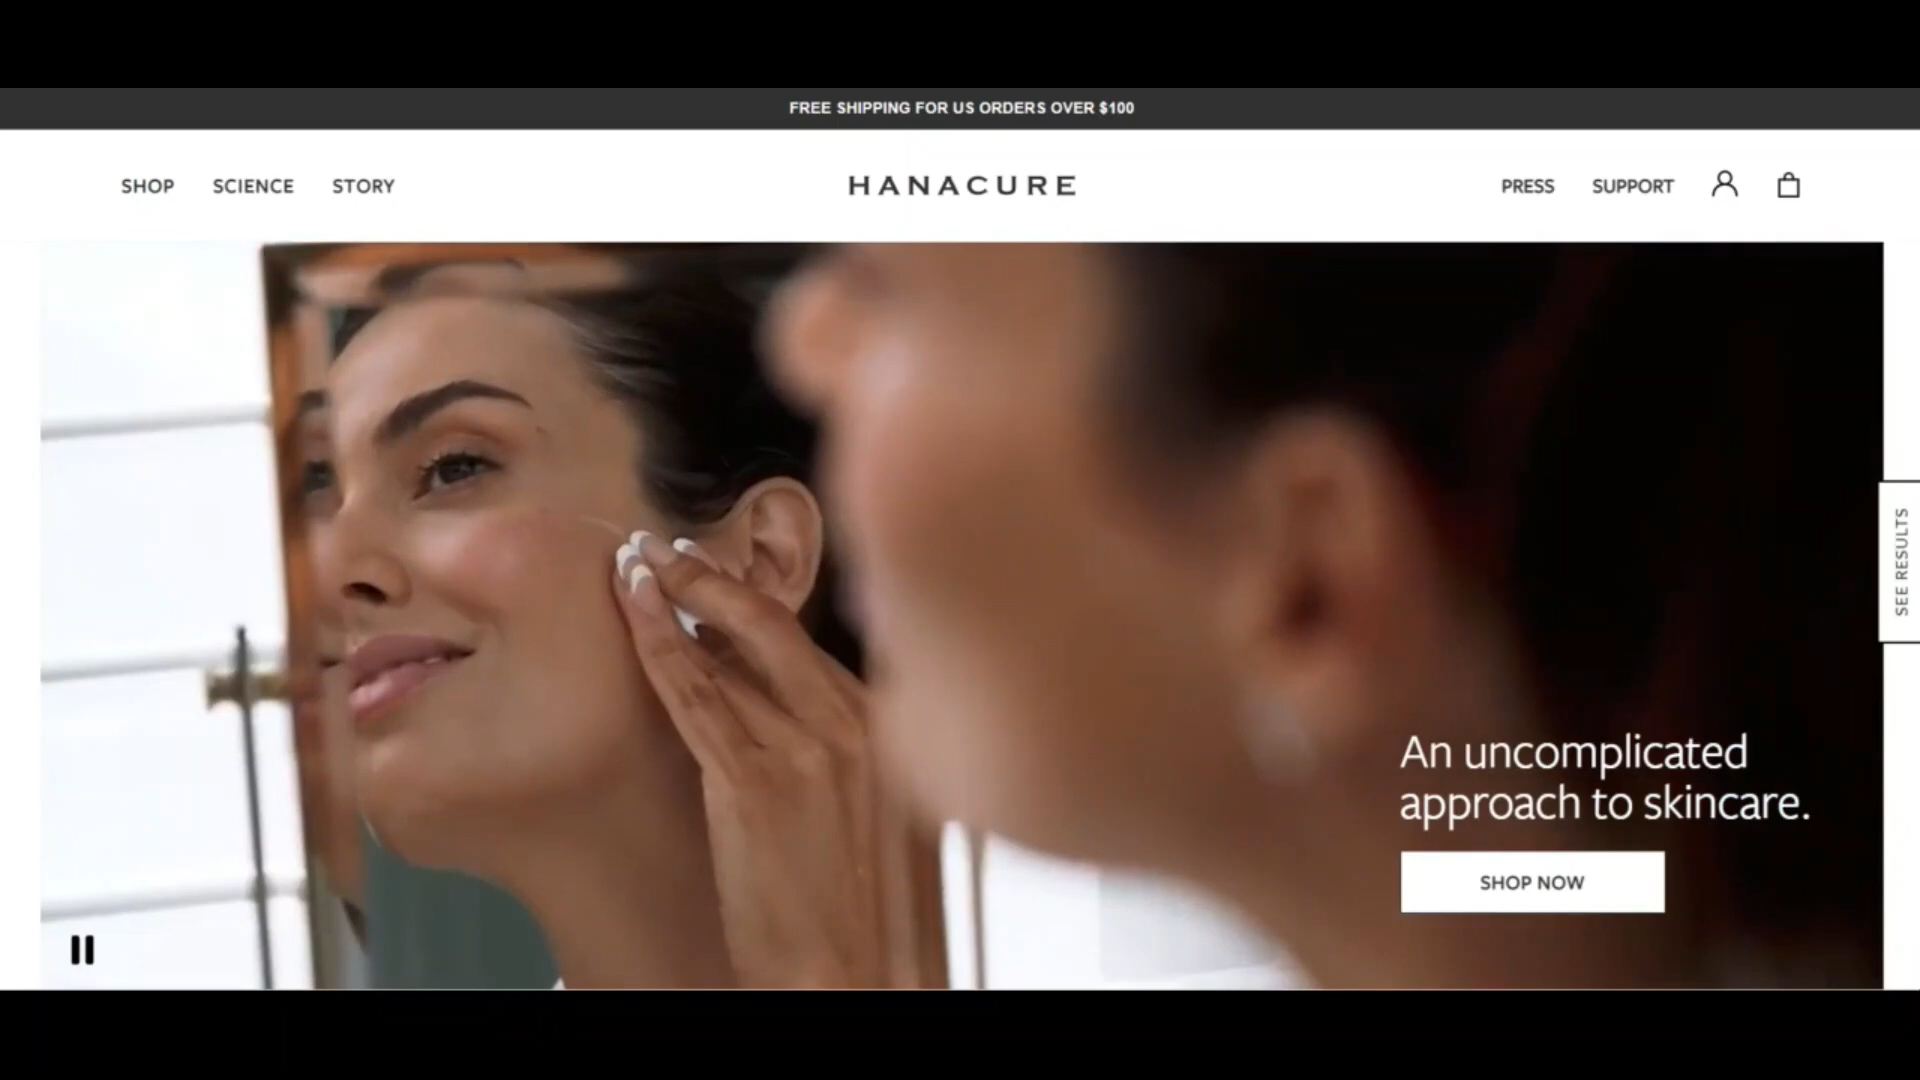 FREE SHIPPING FOR US ORDERS OVER $100
SHOP SCIENCE STORY HANACURE PRESS SUPPORT
SEE RESULTS
An uncomplicated
approach to skincare.
SHOP NOW